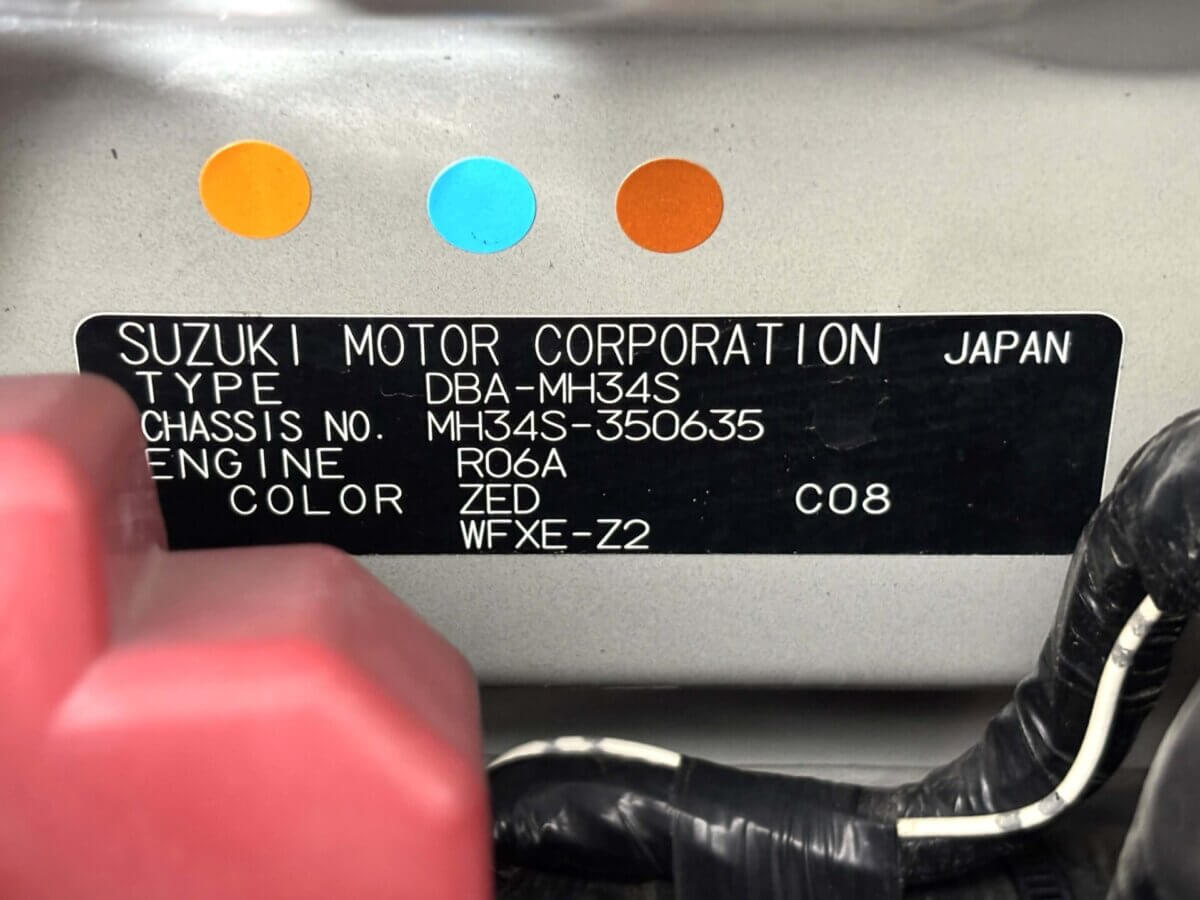 SUZUKI MOTOR CORPORATION JAPAN
TYPE DBA-MH34S
CHASSIS NO. MH34S-350635
ENGINE R06A
COLOR ZED C08
WFXE-Z2